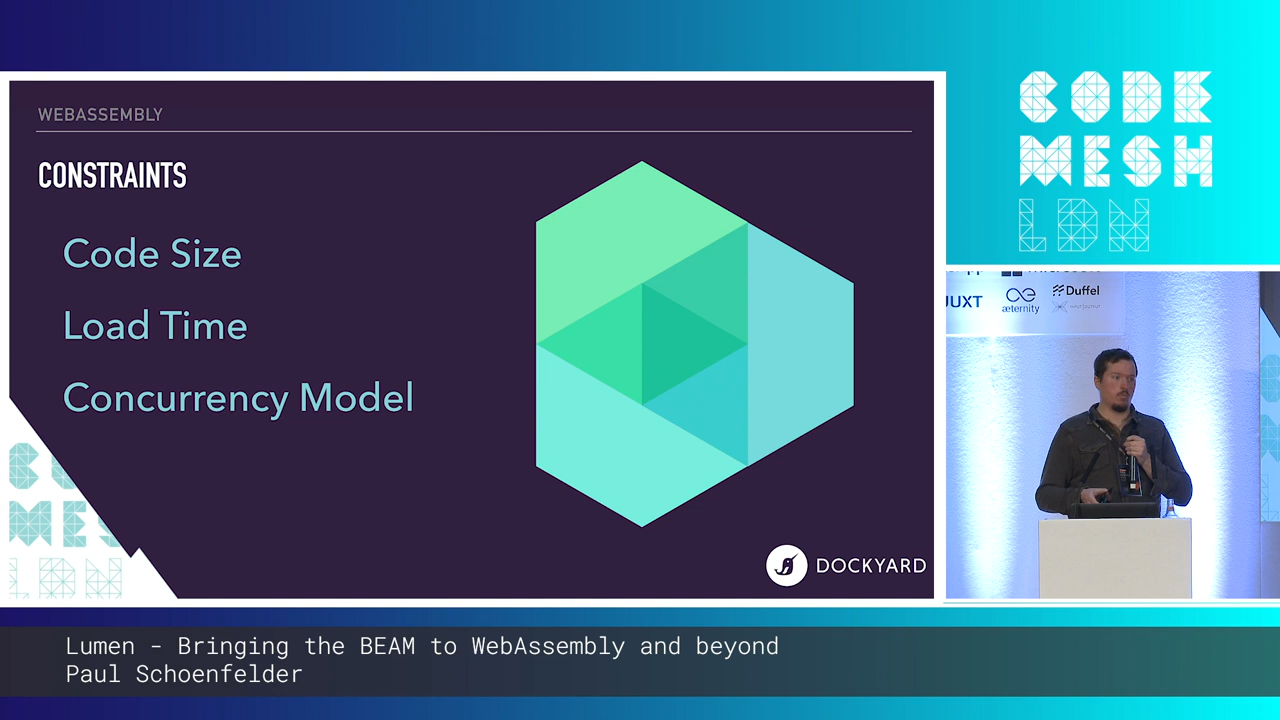 WEBASSEMBLY
CONSTRAINTS
Code Size
Load Time
Concurrency Model
DOCKYARD
CODE
MESH
LDN
JUXT
æternity
Duffel
Lumen - Bringing the BEAM to WebAssembly and beyond
Paul Schoenfelder